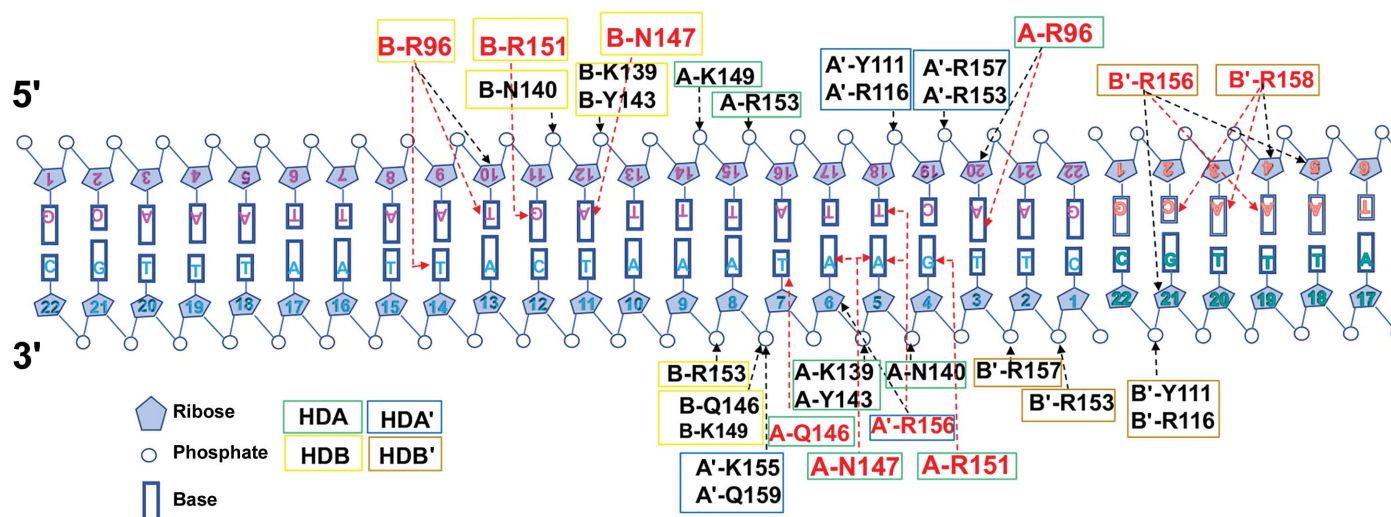 B-R96 B-R151 B-N147 A-R96
B-N140 B-K139 A-K149 A'-Y111 A'-R157 B'-R156 B'-R158
B-Y143 A-R153 A'-R116 A'-R153
5'
1 2 3 4 5 6 7 8 9 10 11 12 13 14 15 16 17 18 19 20 21 22 1 2 3 4 5 6
G C A A A T T A A T G A T T T A T T C A A G G C A A A T
C G T T T A A T T A C T A A A T A A G T T C C G T T T A
22 21 20 19 18 17 16 15 14 13 12 11 10 9 8 7 6 5 4 3 2 1 22 21 20 19 18 17
3'
B-R153 A-K139 A-N140 B'-R157
A-Y143
B-Q146 B'-R153 B'-Y111
B-K149 A-Q146 A'-R156 B'-R116
A'-K155 A-N147 A-R151
A'-Q159
Ribose HDA HDA'
Phosphate HDB HDB'
Base